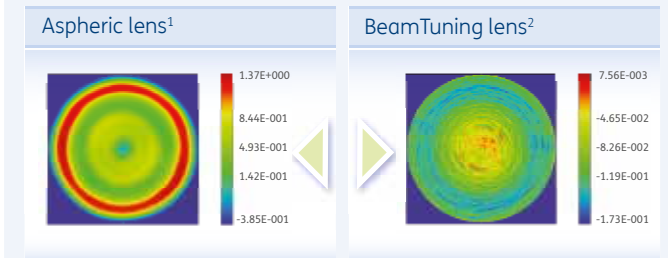 Aspheric lens¹
BeamTuning lens²
1.37E+000
8.44E-001
4.93E-001
1.42E-001
-3.85E-001
7.56E-003
-4.65E-002
-8.26E-002
-1.19E-001
-1.73E-001